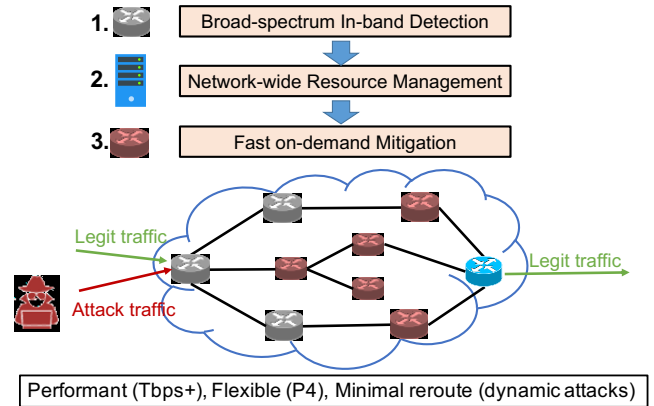 1. Broad-spectrum In-band Detection
2. Network-wide Resource Management
3. Fast on-demand Mitigation
Legit traffic
Legit traffic
Attack traffic
Performant (Tbps+), Flexible (P4), Minimal reroute (dynamic attacks)